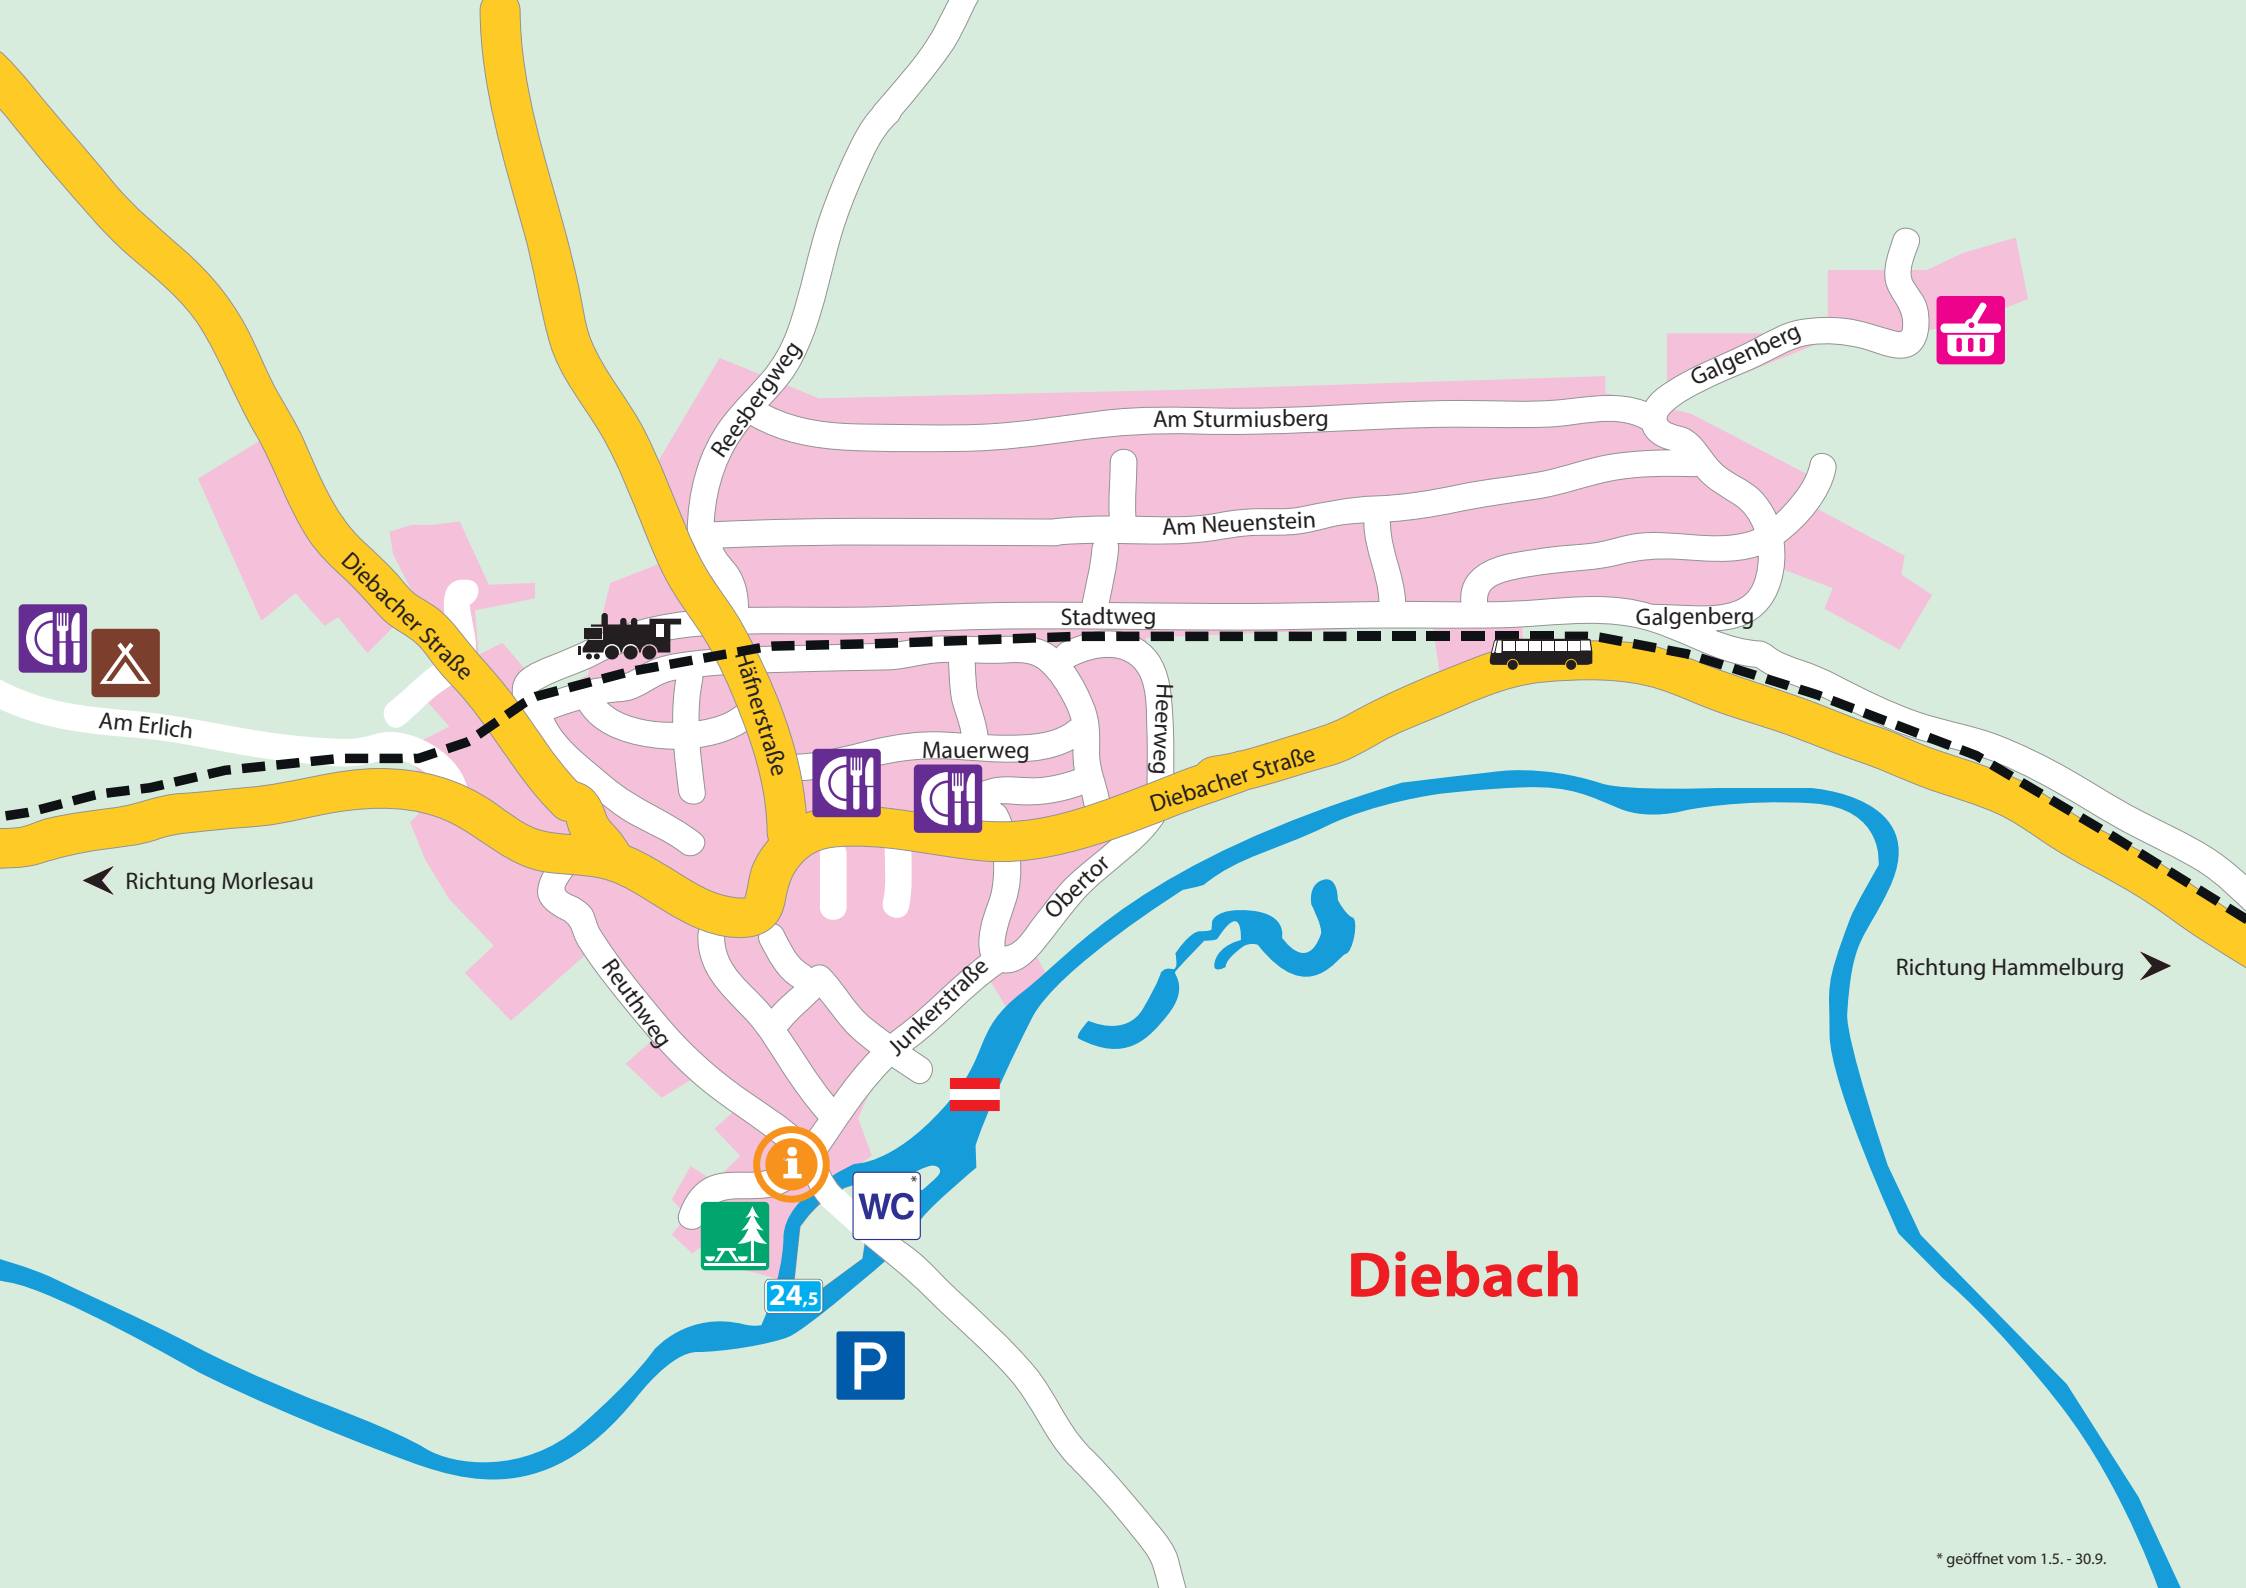 Reesbergweg
Galgenberg
Am Sturmiusberg
Am Neuenstein
Diebacher Straße
Stadtweg
Galgenberg
Häfnerstraße
Heerweg
Am Erlich
Mauerweg
Diebacher Straße
Richtung Morlesau
Obertor
Richtung Hammelburg
Reuthweg
Junkerstraße
i
WC*
24,5
Diebach
P
* geöffnet vom 1.5. - 30.9.